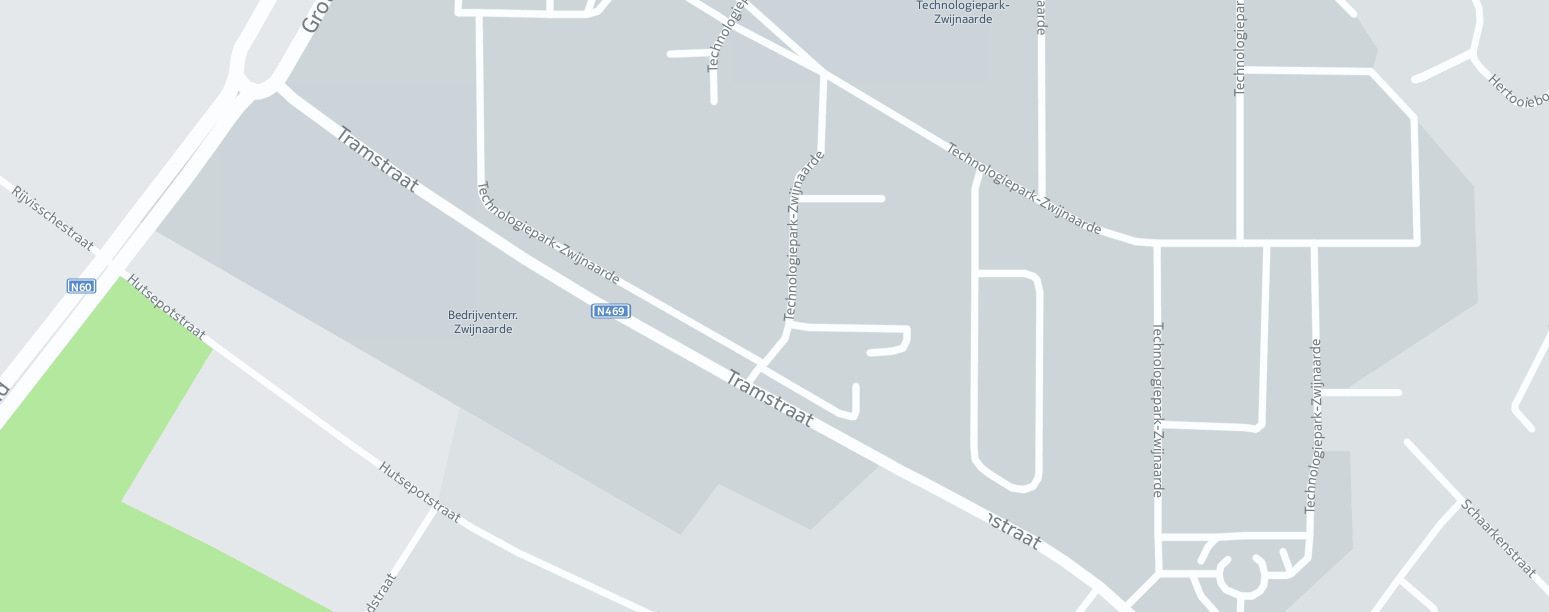 Technologiepark-
Zwijnaarde
Technologiepark-Zwijnaarde
Technologiepark-Zwijnaarde
Technologiepark-Zwijnaarde
Technologiepark-Zwijnaarde
Technologiepark-Zwijnaarde
Technologiepark
Tramstraat
Tramstraat
Rijvisschestraat
Hutsepotstraat
Hutsepotstraat
N60
N469
Bedrijventerr.
Zwijnaarde
Schaarkenstraat